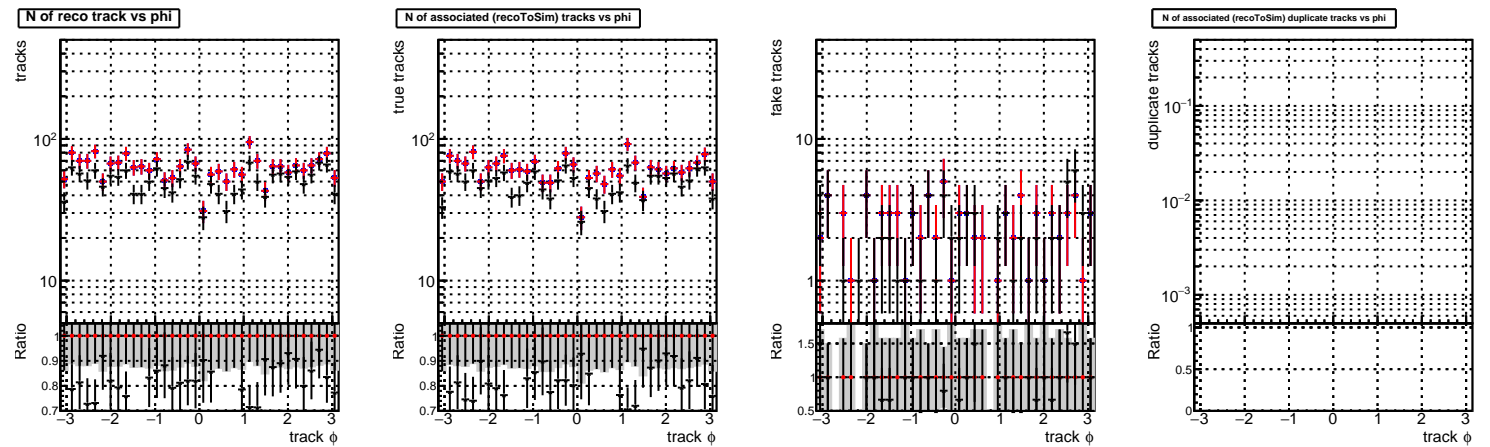 N of reco track vs phi
tracks
10²
10
Ratio
1
0.9
0.8
0.7
−3 −2 −1 0 1 2 3
track ϕ
N of associated (recoToSim) tracks vs phi
true tracks
10²
10
Ratio
1
0.9
0.8
0.7
−3 −2 −1 0 1 2 3
track ϕ
fake tracks
10
1
Ratio
1.5
1
0.5
−3 −2 −1 0 1 2 3
track ϕ
N of associated (recoToSim) duplicate tracks vs phi
duplicate tracks
10⁻¹
10⁻²
10⁻³
Ratio
1
0.5
0
−3 −2 −1 0 1 2 3
track ϕ